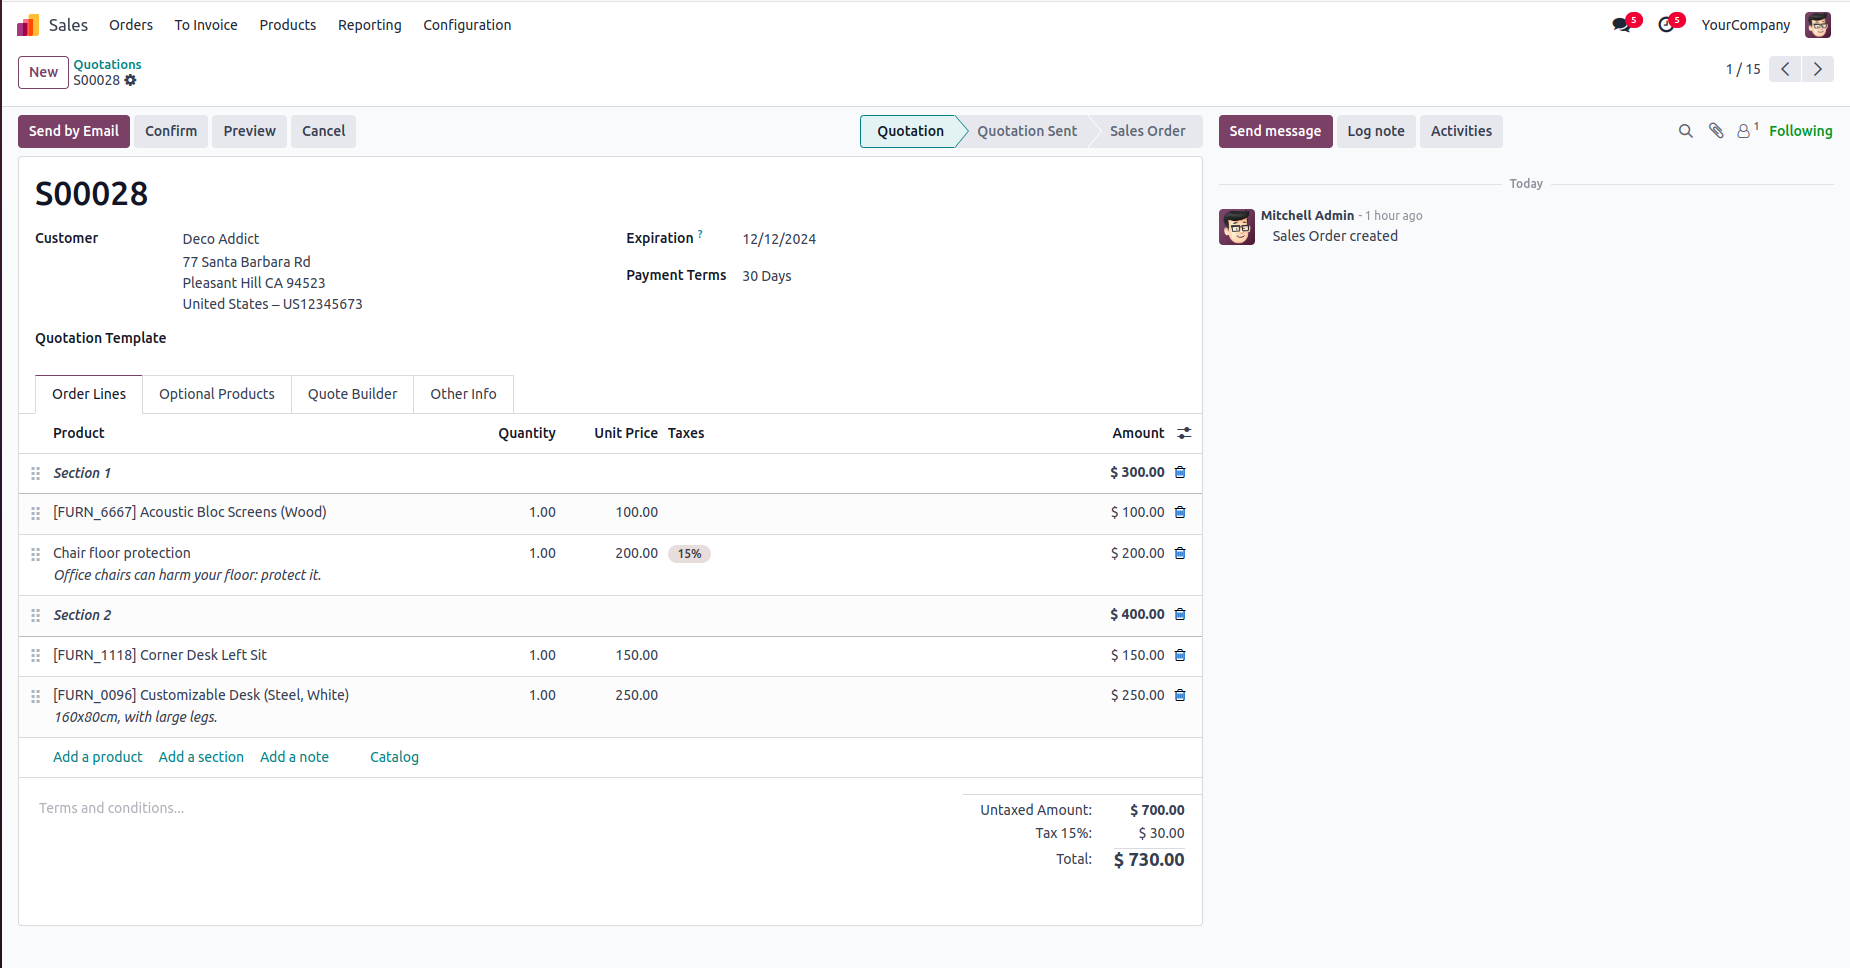 Sales Orders To Invoice Products Reporting Configuration 5 5 YourCompany
New Quotations
S00028 1 / 15
Send by Email Confirm Preview Cancel Quotation Quotation Sent Sales Order Send message Log note Activities 1 Following
S00028
Customer Deco Addict
77 Santa Barbara Rd
Pleasant Hill CA 94523
United States – US12345673
Expiration ? 12/12/2024
Payment Terms 30 Days
Quotation Template
Order Lines Optional Products Quote Builder Other Info
Product Quantity Unit Price Taxes Amount
Section 1 $ 300.00
[FURN_6667] Acoustic Bloc Screens (Wood) 1.00 100.00 $ 100.00
Chair floor protection 1.00 200.00 15% $ 200.00
Office chairs can harm your floor: protect it.
Section 2 $ 400.00
[FURN_1118] Corner Desk Left Sit 1.00 150.00 $ 150.00
[FURN_0096] Customizable Desk (Steel, White) 1.00 250.00 $ 250.00
160x80cm, with large legs.
Add a product Add a section Add a note Catalog
Terms and conditions...
Untaxed Amount: $ 700.00
Tax 15%: $ 30.00
Total: $ 730.00
Today
Mitchell Admin - 1 hour ago
Sales Order created